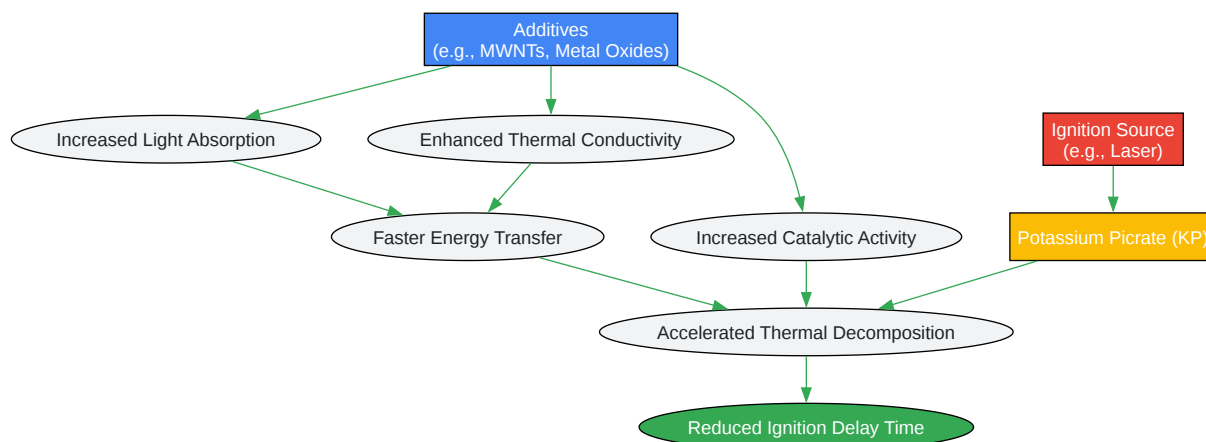 Additives
(e.g., MWNTs, Metal Oxides)
Increased Light Absorption
Enhanced Thermal Conductivity
Ignition Source
(e.g., Laser)
Faster Energy Transfer
Increased Catalytic Activity
Potassium Picrate (KP)
Accelerated Thermal Decomposition
Reduced Ignition Delay Time